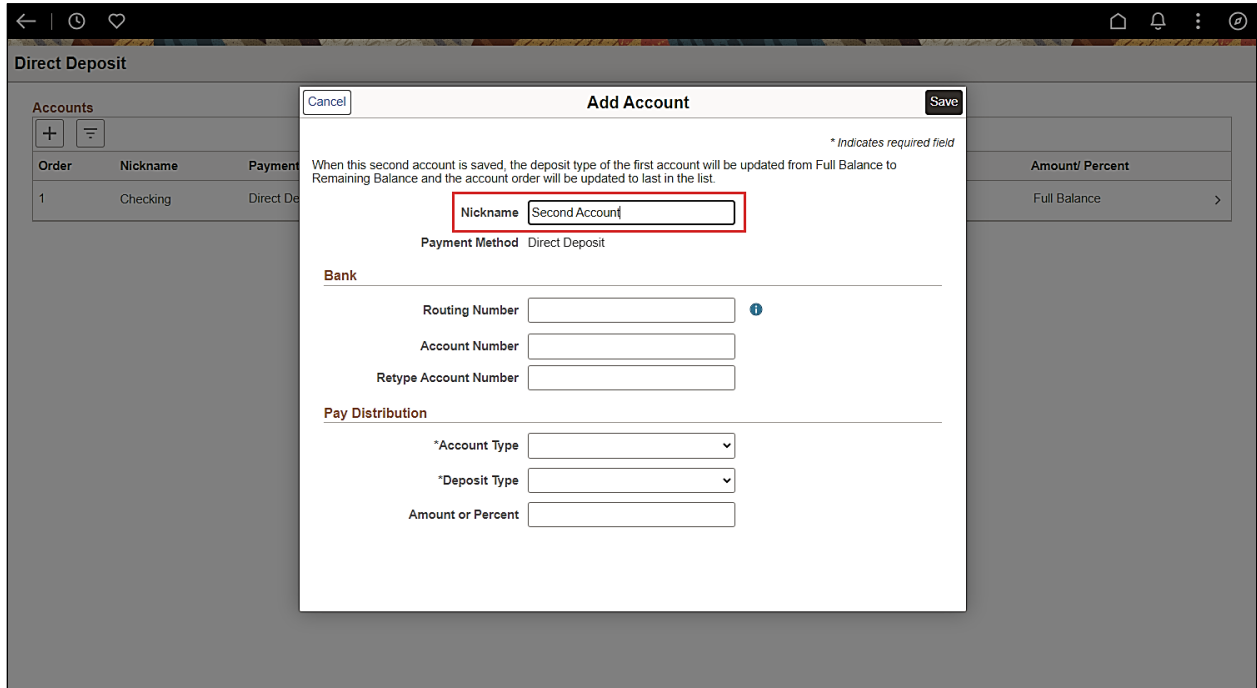 Direct Deposit
Accounts
Cancel
Add Account
Save
* Indicates required field
Order
Nickname
Payment
When this second account is saved, the deposit type of the first account will be updated from Full Balance to
Remaining Balance and the account order will be updated to last in the list.
Amount/ Percent
1
Checking
Direct De
Full Balance
Nickname
Second Account
Payment Method
Direct Deposit
Bank
Routing Number
Account Number
Retype Account Number
Pay Distribution
*Account Type
*Deposit Type
Amount or Percent